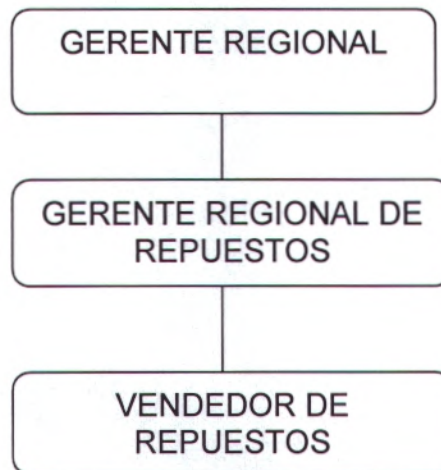 GERENTE REGIONAL
GERENTE REGIONAL DE
REPUESTOS
VENDEDOR DE
REPUESTOS